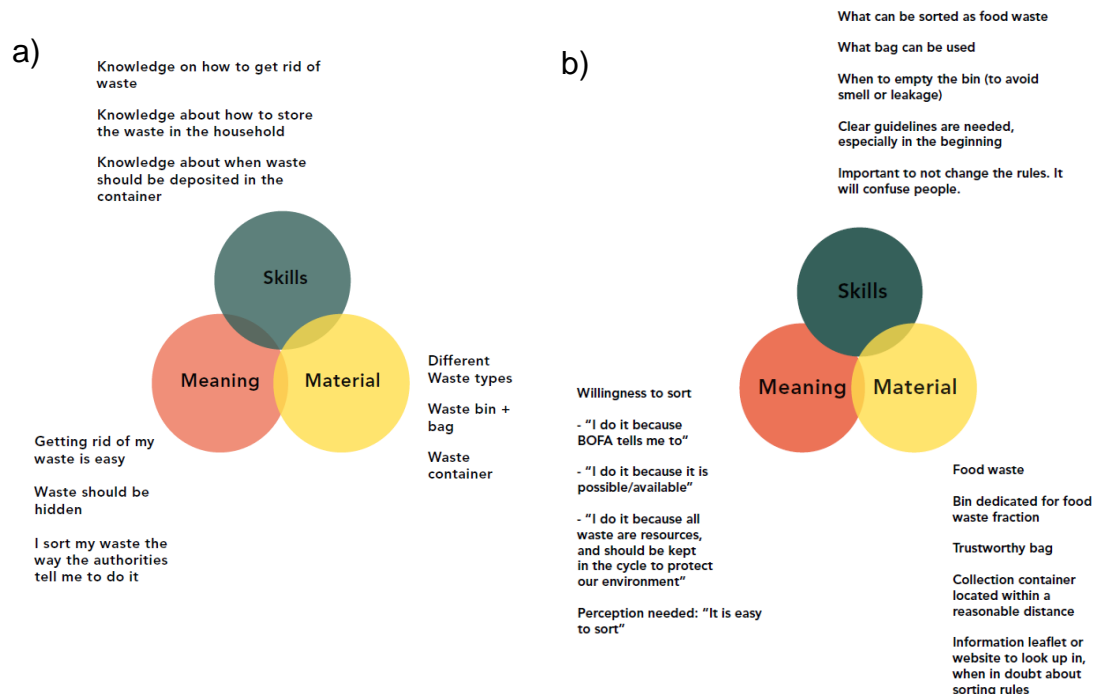 a)
Knowledge on how to get rid of
waste
Knowledge about how to store
the waste in the household
Knowledge about when waste
should be deposited in the
container
Skills
Meaning
Material
Different
Waste types
Waste bin +
bag
Waste
container
Getting rid of my
waste is easy
Waste should be
hidden
I sort my waste the
way the authorities
tell me to do it
b)
What can be sorted as food waste
What bag can be used
When to empty the bin (to avoid
smell or leakage)
Clear guidelines are needed,
especially in the beginning
Important to not change the rules. It
will confuse people.
Skills
Meaning
Material
Willingness to sort
- “I do it because
BOFA tells me to”
- “I do it because it is
possible/available”
- “I do it because all
waste are resources,
and should be kept
in the cycle to protect
our environment”
Perception needed: “It is easy
to sort”
Food waste
Bin dedicated for food
waste fraction
Trustworthy bag
Collection container
located within a
reasonable distance
Information leaflet or
website to look up in,
when in doubt about
sorting rules